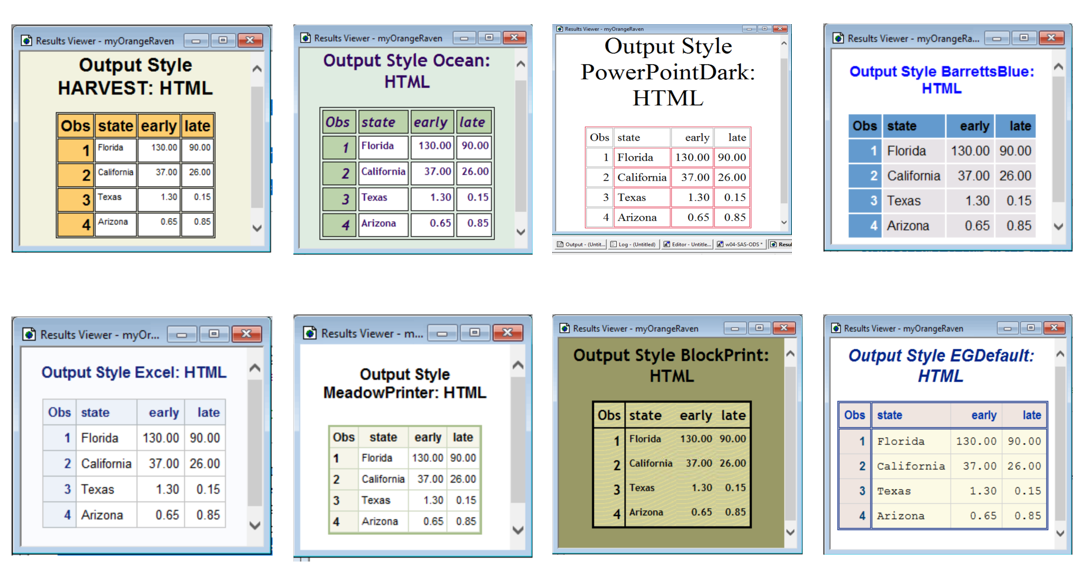 Results Viewer - myOrangeRaven
Output Style
HARVEST: HTML
Obs state early late
1 Florida 130.00 90.00
2 California 37.00 26.00
3 Texas 1.30 0.15
4 Arizona 0.65 0.85
Results Viewer - myOrangeRaven
Output Style Ocean:
HTML
Obs state early late
1 Florida 130.00 90.00
2 California 37.00 26.00
3 Texas 1.30 0.15
4 Arizona 0.65 0.85
Results Viewer - myOrangeRaven
Output Style
PowerPointDark:
HTML
Obs state early late
1 Florida 130.00 90.00
2 California 37.00 26.00
3 Texas 1.30 0.15
4 Arizona 0.65 0.85
Output - (Untit... Log - (Untitled) Editor - Untitle... w04-SAS-ODS * Resu
Results Viewer - myOrangeRa...
Output Style BarrettsBlue:
HTML
Obs state early late
1 Florida 130.00 90.00
2 California 37.00 26.00
3 Texas 1.30 0.15
4 Arizona 0.65 0.85
Results Viewer - myOr...
Output Style Excel: HTML
Obs state early late
1 Florida 130.00 90.00
2 California 37.00 26.00
3 Texas 1.30 0.15
4 Arizona 0.65 0.85
Results Viewer - m...
Output Style
MeadowPrinter: HTML
Obs state early late
1 Florida 130.00 90.00
2 California 37.00 26.00
3 Texas 1.30 0.15
4 Arizona 0.65 0.85
Results Viewer - myOrangeRaven
Output Style BlockPrint:
HTML
Obs state early late
1 Florida 130.00 90.00
2 California 37.00 26.00
3 Texas 1.30 0.15
4 Arizona 0.65 0.85
Results Viewer - myOrangeRaven
Output Style EGDefault:
HTML
Obs state early late
1 Florida 130.00 90.00
2 California 37.00 26.00
3 Texas 1.30 0.15
4 Arizona 0.65 0.85